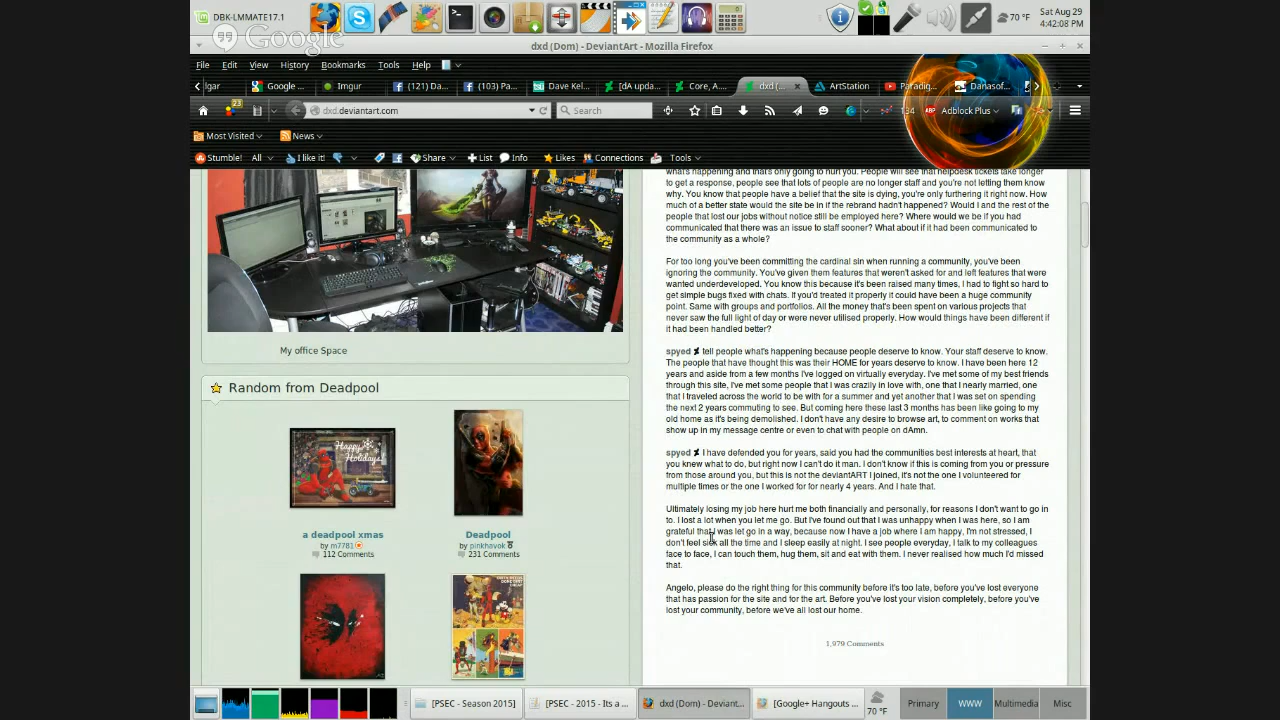 DBK-LMMATE17.1
Google
70 °F
Sat Aug 29
4:42:08 PM
dxd (Dom) - DeviantArt - Mozilla Firefox
File Edit View History Bookmarks Tools Help
lgar
Google ...
Imgur
(121) Da...
(103) Pa...
Dave Kel...
[dA upda...
Core, A...
dxd (...
ArtStation
Paradig...
Danasof...
23
dxd.deviantart.com
Search
134
ABP
Adblock Plus
Most Visited
News
Stumble! All I like it! Share List Info Likes Connections Tools
what's happening and that's only going to hurt you. People will see that helpdesk tickets take longer
to get a response, people see that lots of people are no longer staff and you're not letting them know
why. You know that people have a belief that the site is dying, you're only furthering it right now. How
much of a better state would the site be in if the rebrand hadn't happened? Would I and the rest of the
people that lost our jobs without notice still be employed here? Where would we be if you had
communicated that there was an issue to staff sooner? What about if it had been communicated to
the community as a whole?
For too long you've been committing the cardinal sin when running a community, you've been
ignoring the community. You've given them features that weren't asked for and left features that were
wanted underdeveloped. You know this because it's been raised many times, I had to fight so hard to
get simple bugs fixed with chats. If you'd treated it properly it could have been a huge community
point. Same with groups and portfolios. All the money that's been spent on various projects that
never saw the full light of day or were never utilised properly. How would things have been different if
it had been handled better?
spyed tell people what's happening because people deserve to know. Your staff deserve to know.
The people that have thought this was their HOME for years deserve to know. I have been here 12
years and aside from a few months I've logged on virtually everyday. I've met some of my best friends
through this site, I've met some people that I was crazily in love with, one that I nearly married, one
that I traveled across the world to be with for a summer and yet another that I was set on spending
the next 2 years commuting to see. But coming here these last 3 months has been like going to my
old home as it's being demolished. I don't have any desire to browse art, to comment on works that
show up in my message centre or even to chat with people on dAmn.
spyed I have defended you for years, said you had the communities best interests at heart, that
you knew what to do, but right now I can't do it man. I don't know if this is coming from you or pressure
from those around you, but this is not the deviantART I joined, it's not the one I volunteered for
multiple times or the one I worked for for nearly 4 years. And I hate that.
Ultimately losing my job here hurt me both financially and personally, for reasons I don't want to go in
to. I lost a lot when you let me go. But I've found out that I was unhappy when I was here, so I am
grateful that I was let go in a way, because now I have a job where I am happy, I'm not stressed, I
don't feel sick all the time and I sleep easily at night. I see people everyday, I talk to my colleagues
face to face, I can touch them, hug them, sit and eat with them. I never realised how much I'd missed
that.
Angelo, please do the right thing for this community before it's too late, before you've lost everyone
that has passion for the site and for the art. Before you've lost your vision completely, before you've
lost your community, before we've all lost our home.
1,979 Comments
My office Space
Random from Deadpool
Happy
Holidays!
a deadpool xmas
by m7781
112 Comments
Deadpool
by pinkhavok
231 Comments
[PSEC - Season 2015]
[PSEC - 2015 - Its a ...
dxd (Dom) - Deviant...
[Google+ Hangouts ...
70 °F
Primary
WWW
Multimedia
Misc